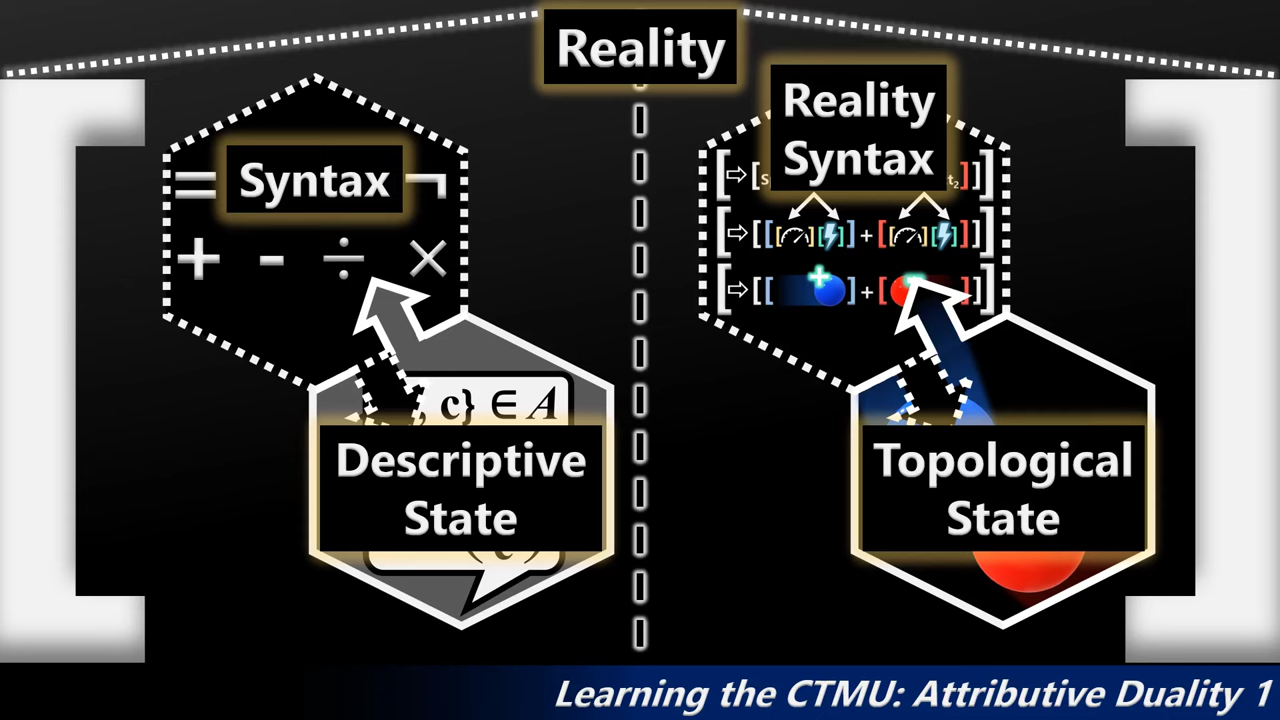 Reality
Syntax
= ¬
+ - ÷ ×
Descriptive
State
c} ∈ A
Reality
Syntax
[⇒[ ]]
[⇒[[ ][ ]]+[[ ][ ]]]
[⇒[[ + ]+[ ]]]
Topological
State
Learning the CTMU: Attributive Duality 1